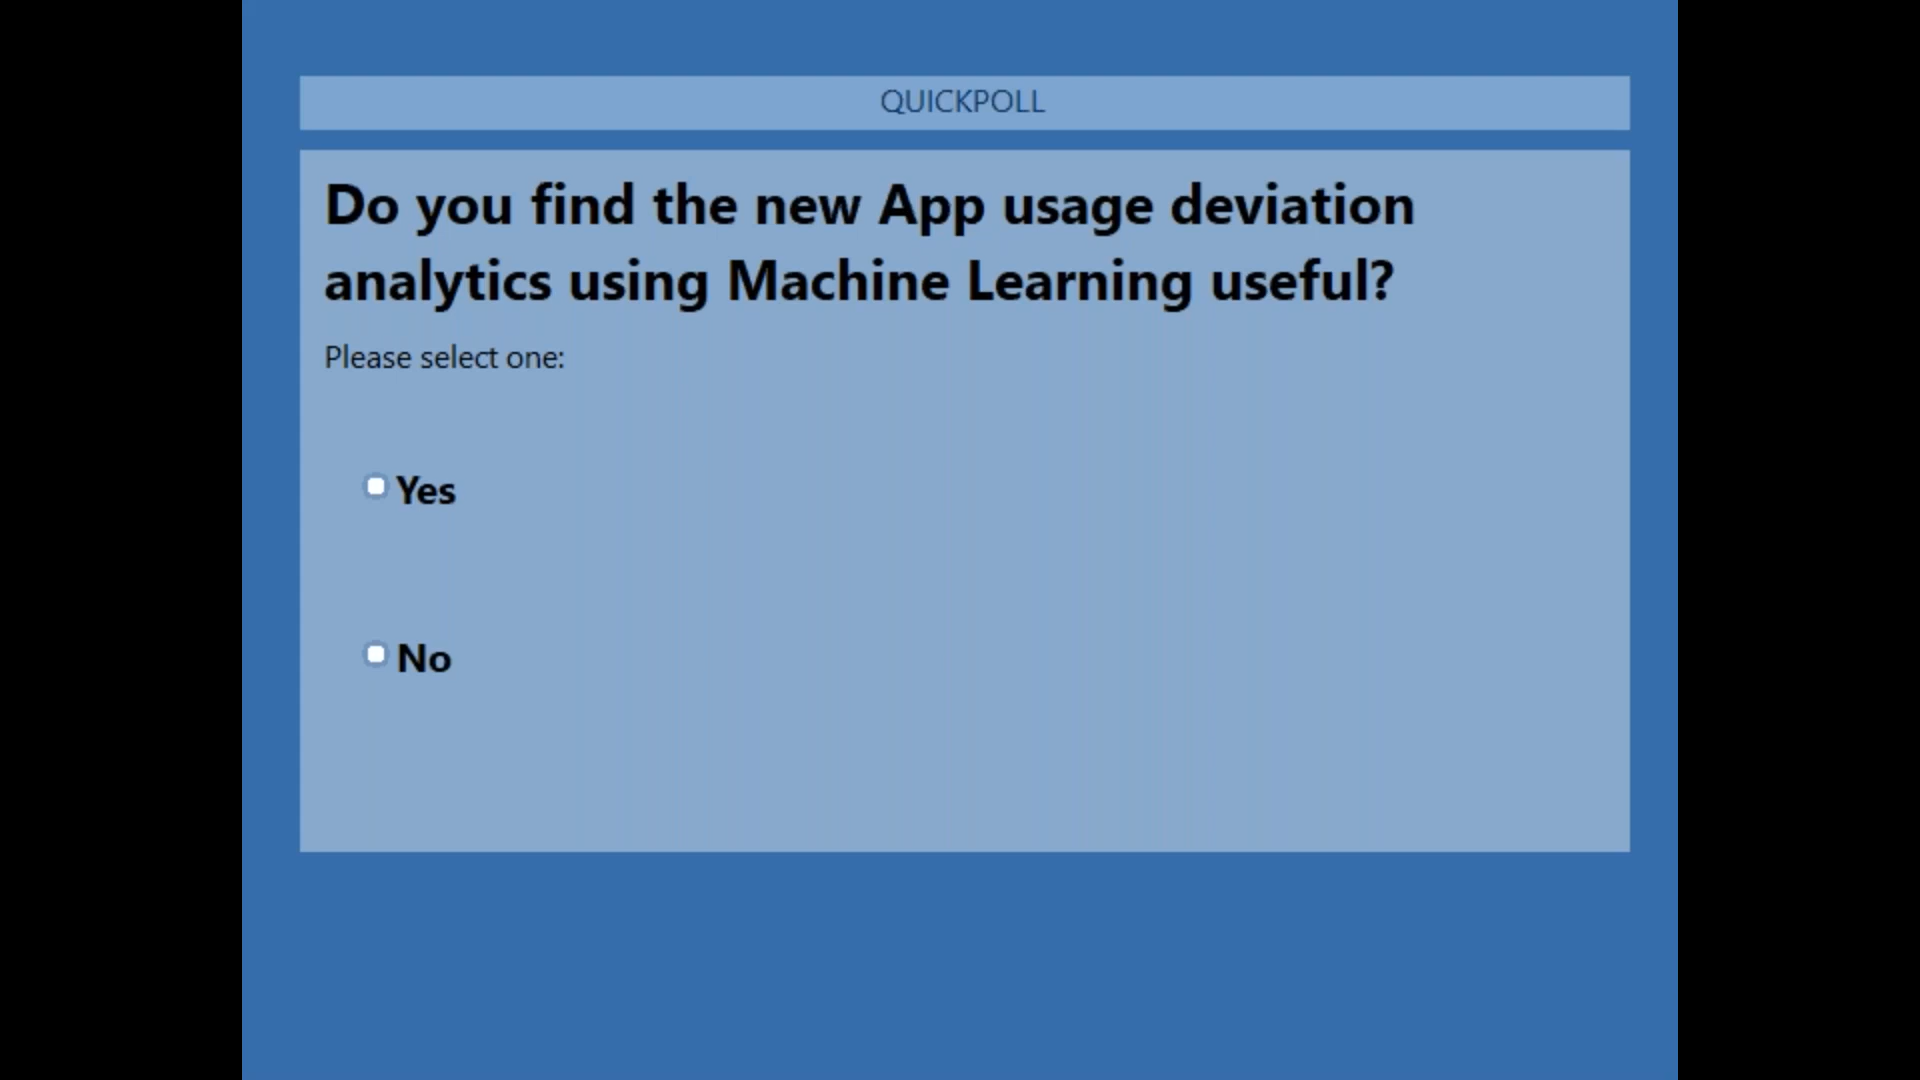 QUICKPOLL
Do you find the new App usage deviation
analytics using Machine Learning useful?
Please select one:
Yes
No